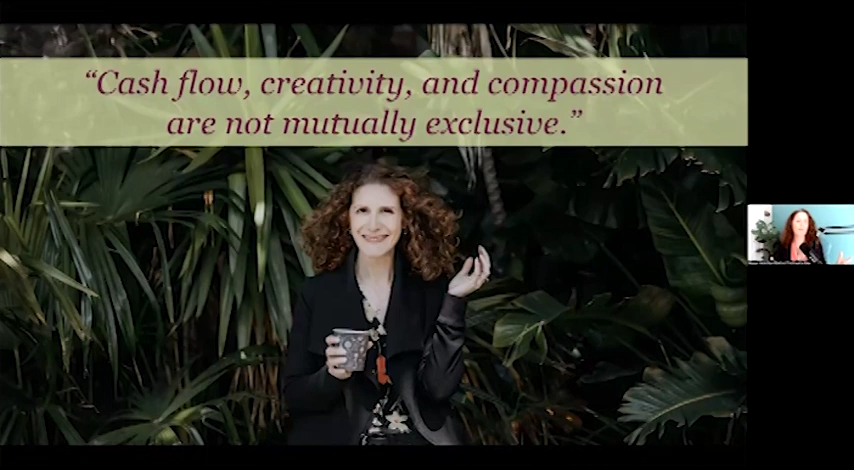 “Cash flow, creativity, and compassion
are not mutually exclusive.”